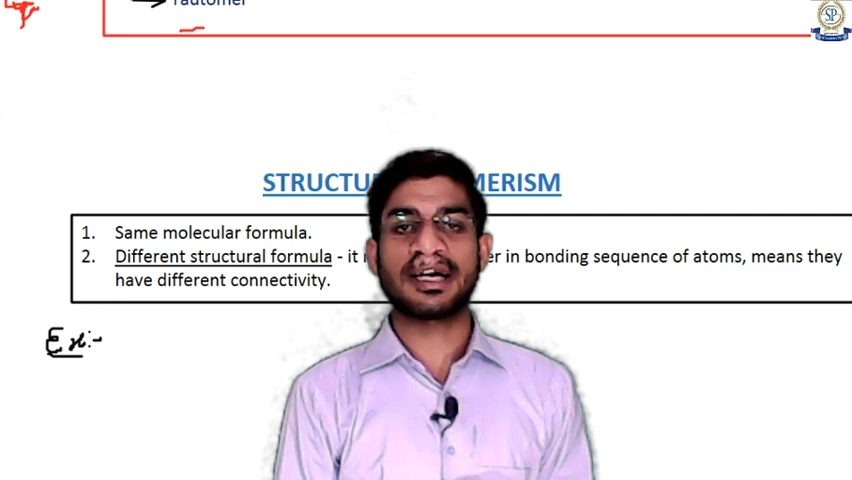 Tautomer
SP
STRUCTU MERISM
1. Same molecular formula.
2. Different structural formula - it er in bonding sequence of atoms, means they
have different connectivity.
Ex:-